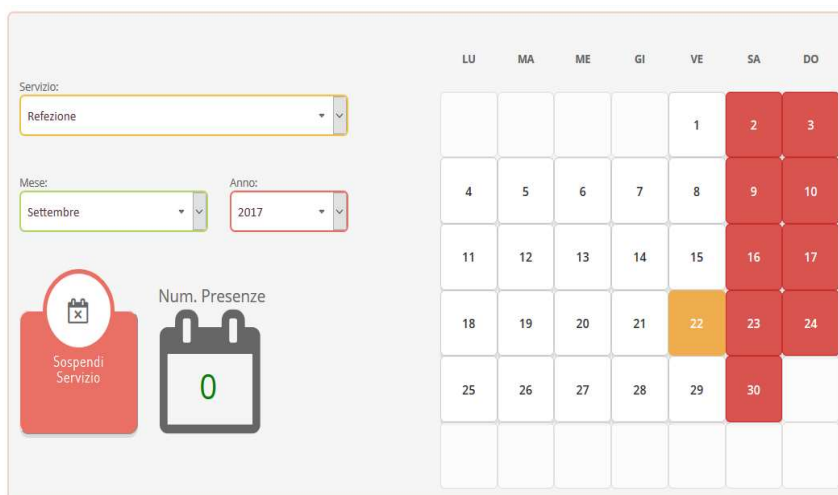 LU MA ME GI VE SA DO
Servizio:
Refezione
Mese: Anno:
Settembre 2017
Num. Presenze
0
Sospendi
Servizio
1 2 3
4 5 6 7 8 9 10
11 12 13 14 15 16 17
18 19 20 21 22 23 24
25 26 27 28 29 30